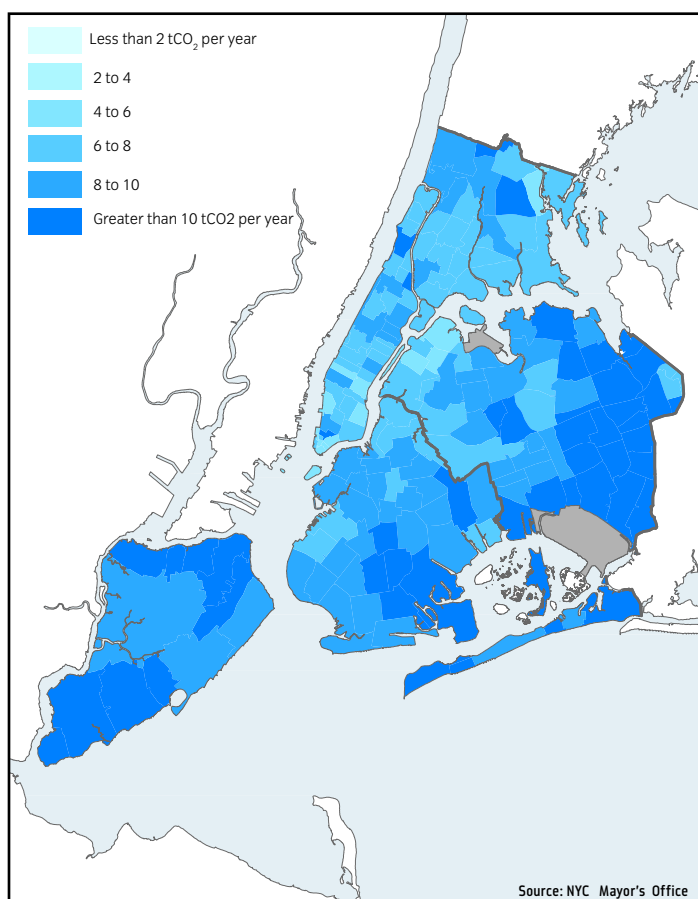 Less than 2 tCO₂ per year
2 to 4
4 to 6
6 to 8
8 to 10
Greater than 10 tCO2 per year
Source: NYC Mayor's Office